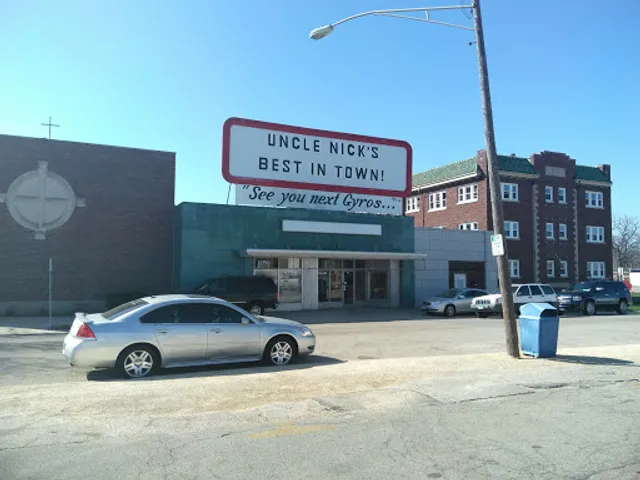 UNCLE NICK'S
BEST IN TOWN!
"See you next Gyros...